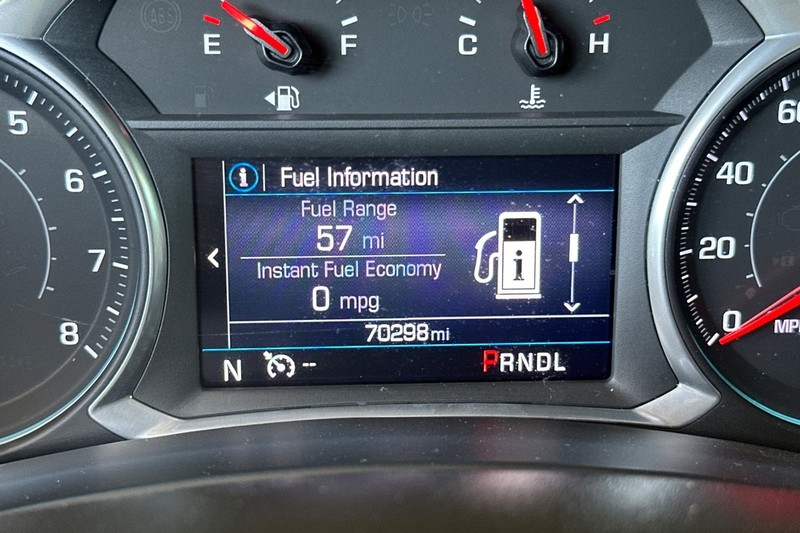 ABS
E F C H
5
6
7
8
i Fuel Information
Fuel Range
57 mi
i
Instant Fuel Economy
0 mpg
70298mi
N -- PRNDL
60
40
20
0